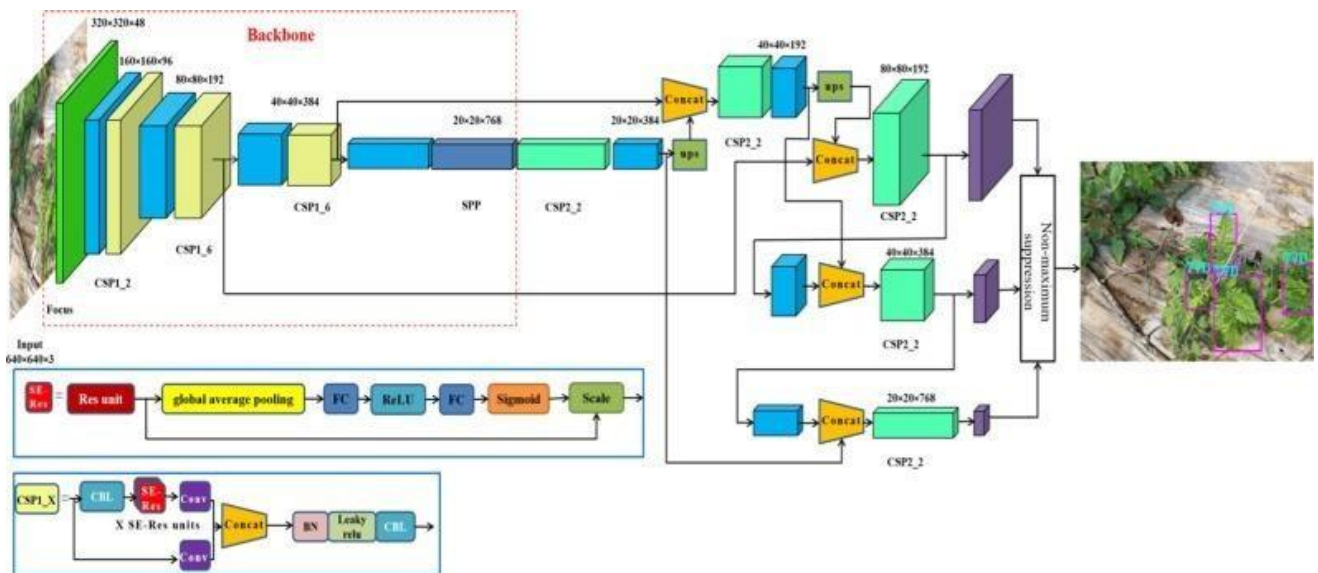 320×320×48
Backbone
160×160×96
80×80×192
40×40×384
20×20×768
CSP1_2
CSP1_6
CSP1_6
SPP
Focus
Input
640×640×3
CSP2_2
20×20×384
ups
Concat
40×40×192
CSP2_2
ups
Concat
80×80×192
CSP2_2
Concat
40×40×384
CSP2_2
Concat
20×20×768
CSP2_2
Non-maximum
suppression
SE-
Res
=
Res unit
global average pooling
FC
ReLU
FC
Sigmoid
Scale
CSP1_X
=
CBL
SE-
Res
Conv
X SE-Res units
Conv
Concat
BN
Leaky
relu
CBL